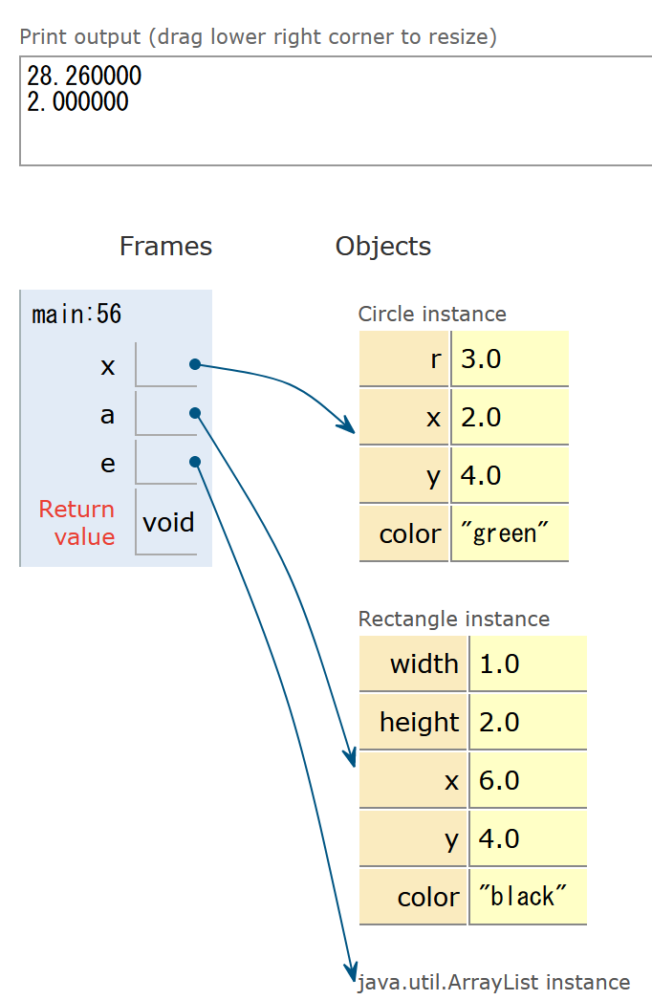 Print output (drag lower right corner to resize)
28.260000
2.000000
Frames
Objects
main:56
x
a
e
Return value void
Circle instance
r 3.0
x 2.0
y 4.0
color "green"
Rectangle instance
width 1.0
height 2.0
x 6.0
y 4.0
color "black"
java.util.ArrayList instance